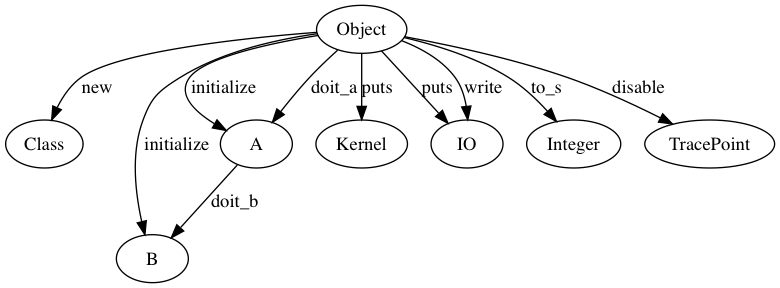 Object
new
initialize
doit_a
puts
puts
write
to_s
disable
Class
initialize
A
Kernel
IO
Integer
TracePoint
doit_b
B